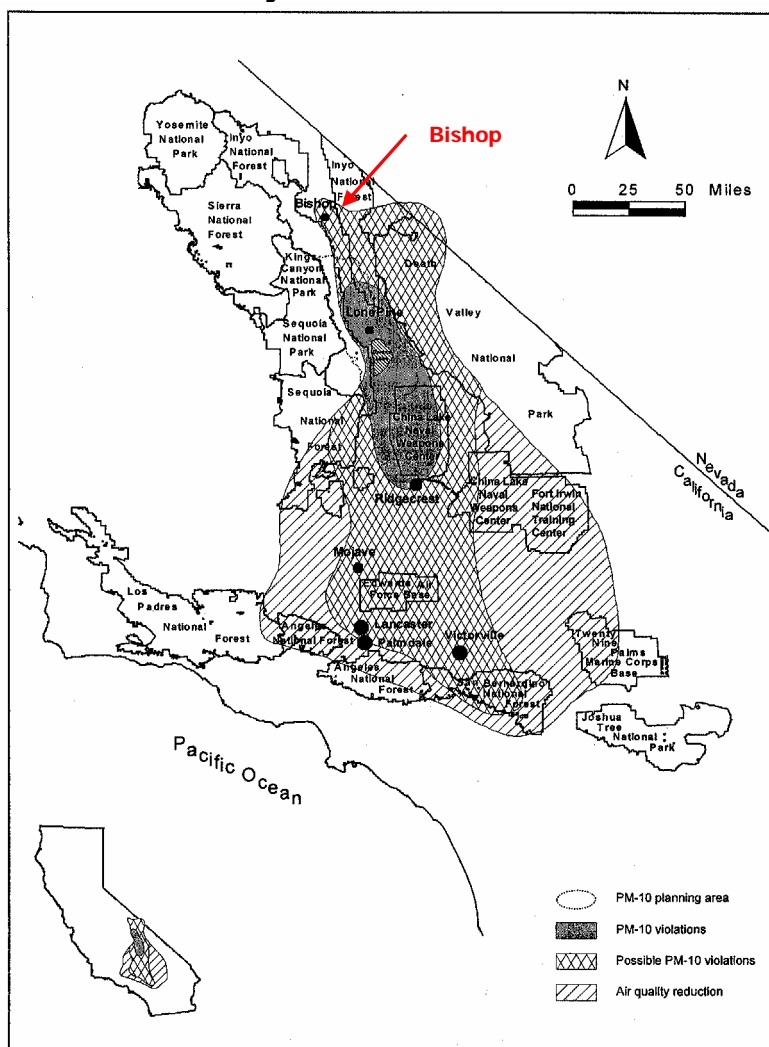 N
Bishop
0 25 50 Miles
Yosemite
National
Park
Inyo
National
Forest
Inyo
National
Forest
Bishop
Sierra
National
Forest
Kings
Canyon
National
Park
Death
Valley
National
Park
Lone Pine
Sequoia
National
Park
Sequoia
National
Forest
China Lake
Naval
Weapons
Center
Ridgecrest
China Lake
Naval
Weapons
Center
Fort Irwin
National
Training
Center
Nevada
California
Mojave
Edwards Air
Force Base
Los
Padres
National
Forest
Angeles
National Forest
Lancaster
Palmdale
Victorville
Angeles
National
Forest
San Bernardino
National
Forest
Twenty
Nine
Palms
Marine Corps
Base
Joshua
Tree
National
Park
Pacific Ocean
PM-10 planning area
PM-10 violations
Possible PM-10 violations
Air quality reduction